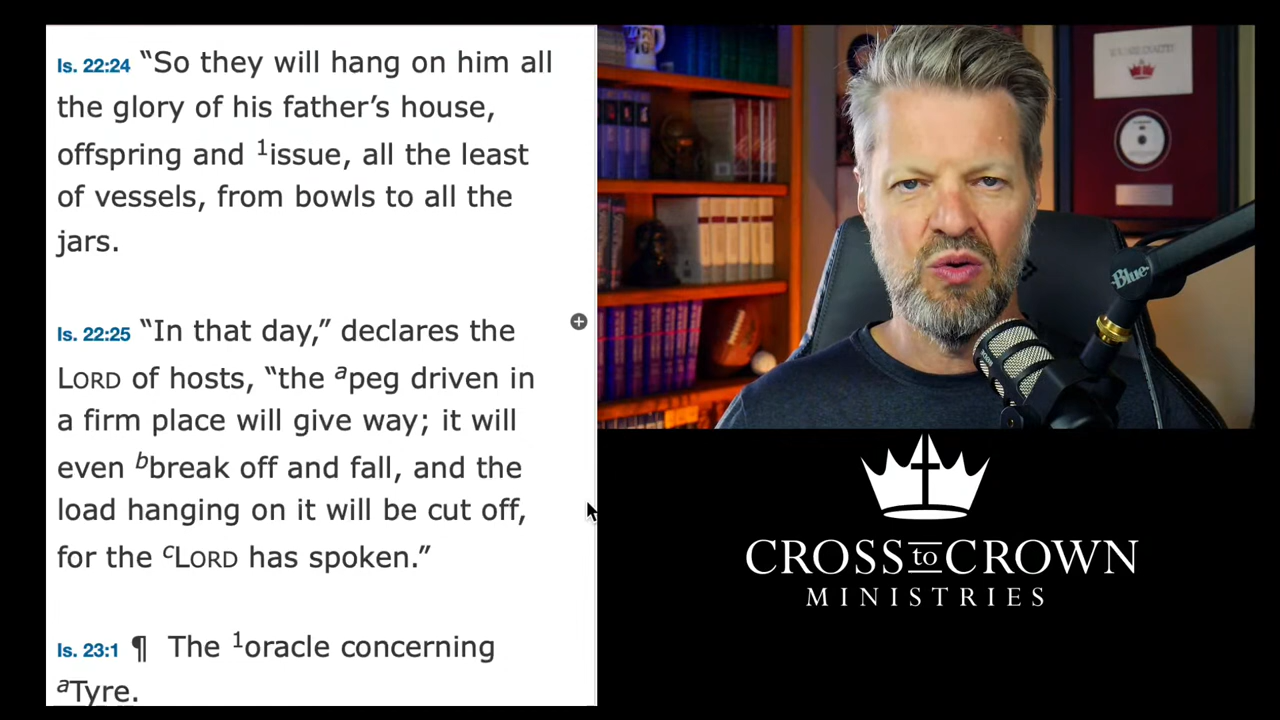 Is. 22:24 “So they will hang on him all
the glory of his father’s house,
offspring and 1issue, all the least
of vessels, from bowls to all the
jars.
Is. 22:25 “In that day,” declares the
LORD of hosts, “the apeg driven in
a firm place will give way; it will
even bbreak off and fall, and the
load hanging on it will be cut off,
for the cLORD has spoken.”
Is. 23:1 ¶ The 1oracle concerning
aTyre.
Blue
CROSS to CROWN
MINISTRIES